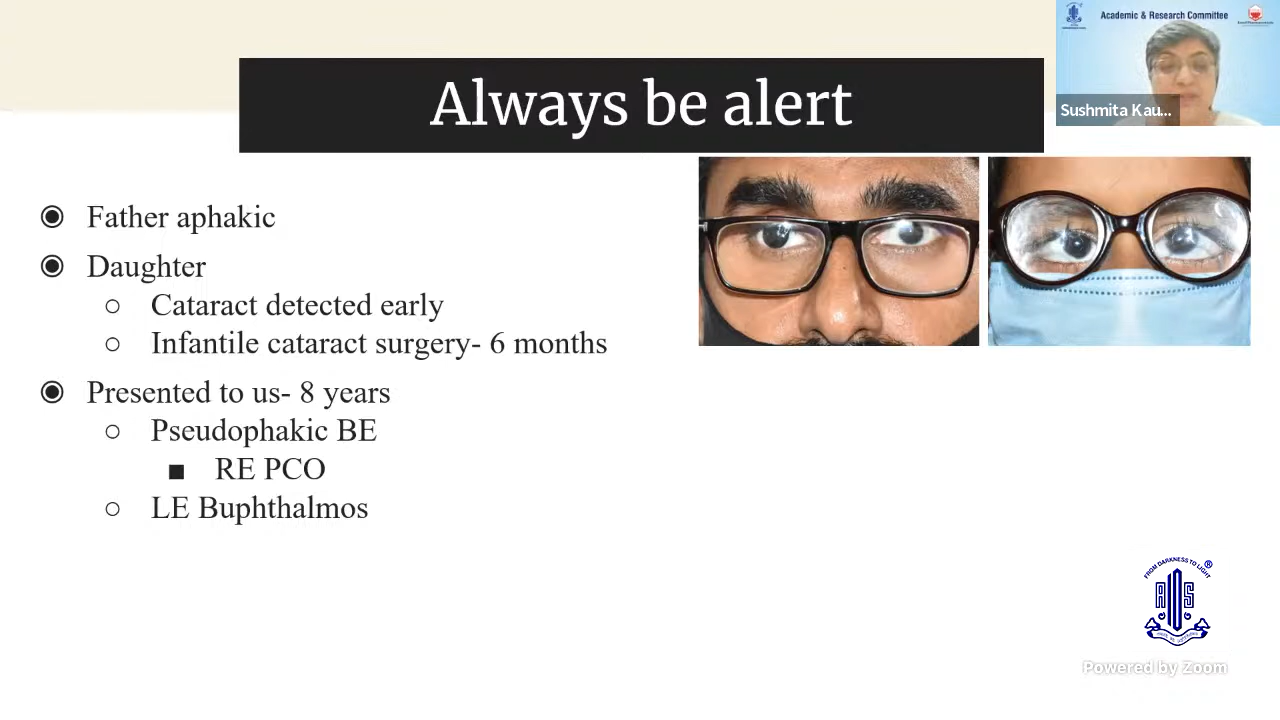 Academic & Research Committee
Sushmita Kau...
Always be alert
Father aphakic
Daughter
Cataract detected early
Infantile cataract surgery- 6 months
Presented to us- 8 years
Pseudophakic BE
RE PCO
LE Buphthalmos
FROM DARKNESS TO LIGHT ®
AIOS
Powered by Zoom